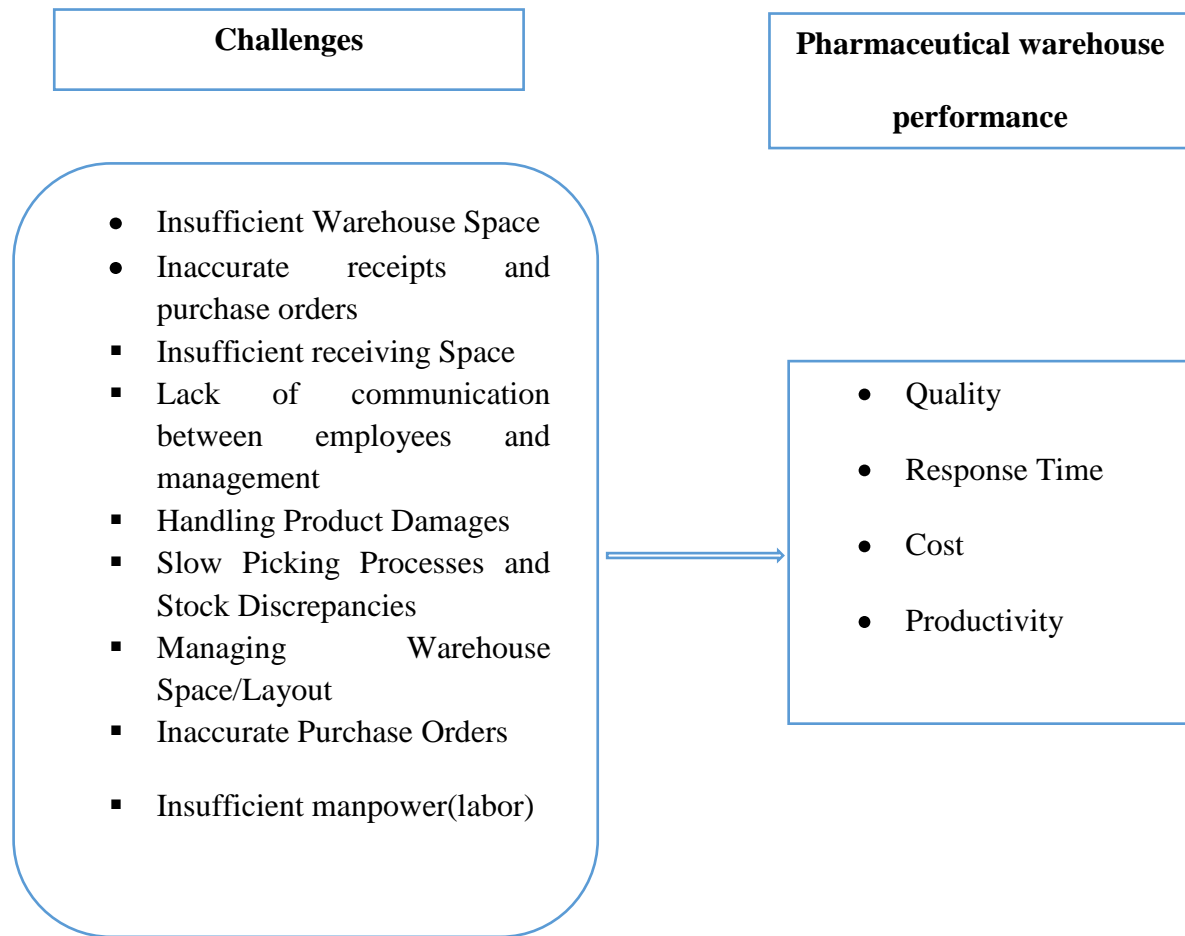 Challenges
Pharmaceutical warehouse
performance
● Insufficient Warehouse Space
● Inaccurate receipts and
purchase orders
▪ Insufficient receiving Space
▪ Lack of communication
between employees and
management
▪ Handling Product Damages
▪ Slow Picking Processes and
Stock Discrepancies
▪ Managing Warehouse
Space/Layout
▪ Inaccurate Purchase Orders
▪ Insufficient manpower(labor)
● Quality
● Response Time
● Cost
● Productivity